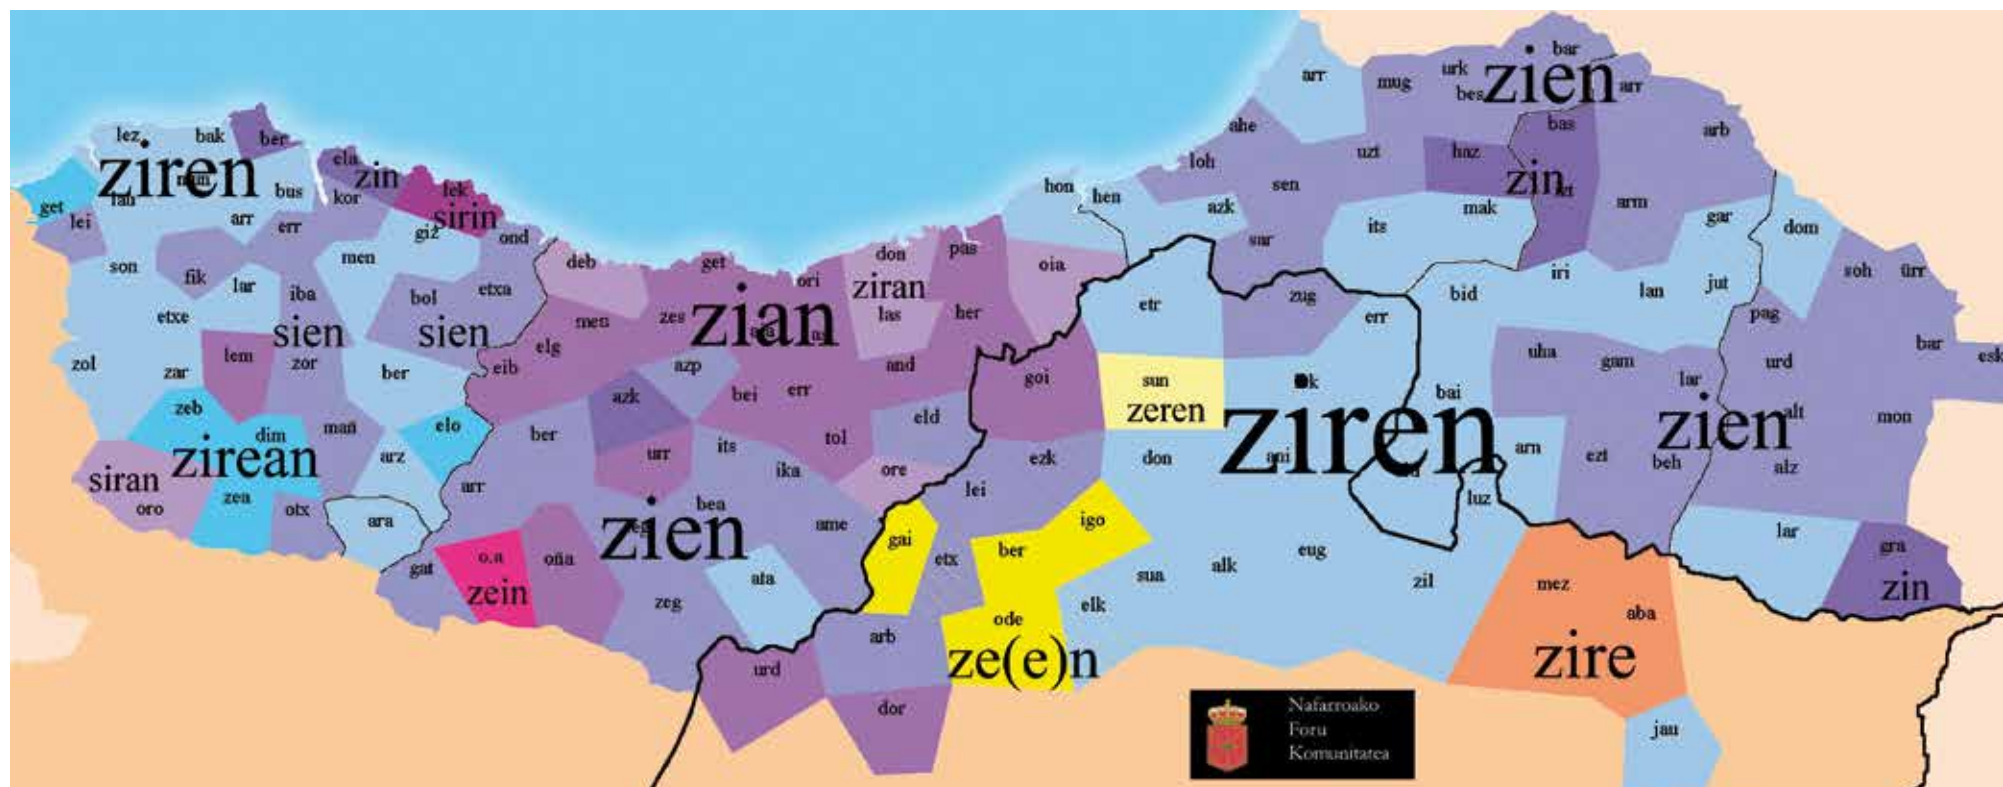 bar
zien
arr
mug
urk
bes
arr
arb
ahe
bas
lez
bak
ber
ziren
ela
zin
bus
kor
lek
sirin
get
lei
arr
err
giz
ond
loh
uzt
haz
zin
sen
hon
hen
azk
its
mak
arm
gar
dom
sar
son
fik
lar
men
iba
bol
etxa
etxe
sien
sien
deb
get
ori
don
pas
ziran
oia
las
her
men
zes
zian
elg
eib
etr
zug
err
bid
iri
lan
jut
soh
ürr
pag
bar
esk
zol
zar
lem
zor
ber
azp
and
goi
sun
zeren
ziren
bai
uha
gam
lar
urd
zeb
dim
mañ
elo
azk
bei
err
eld
alt
mon
zien
siran
oro
zirean
zea
otx
arz
ara
arr
ber
urr
its
ika
tol
ore
ezk
don
arn
ezt
beh
alz
lei
luz
gat
o.a
zein
oña
zien
bea
ame
gai
etx
ber
igo
lar
gra
zin
zeg
ata
arb
ode
ze(e)n
elk
sua
alk
eug
zil
mez
aba
zire
urd
dor
jau
Nafarroako
Foru
Komunitatea